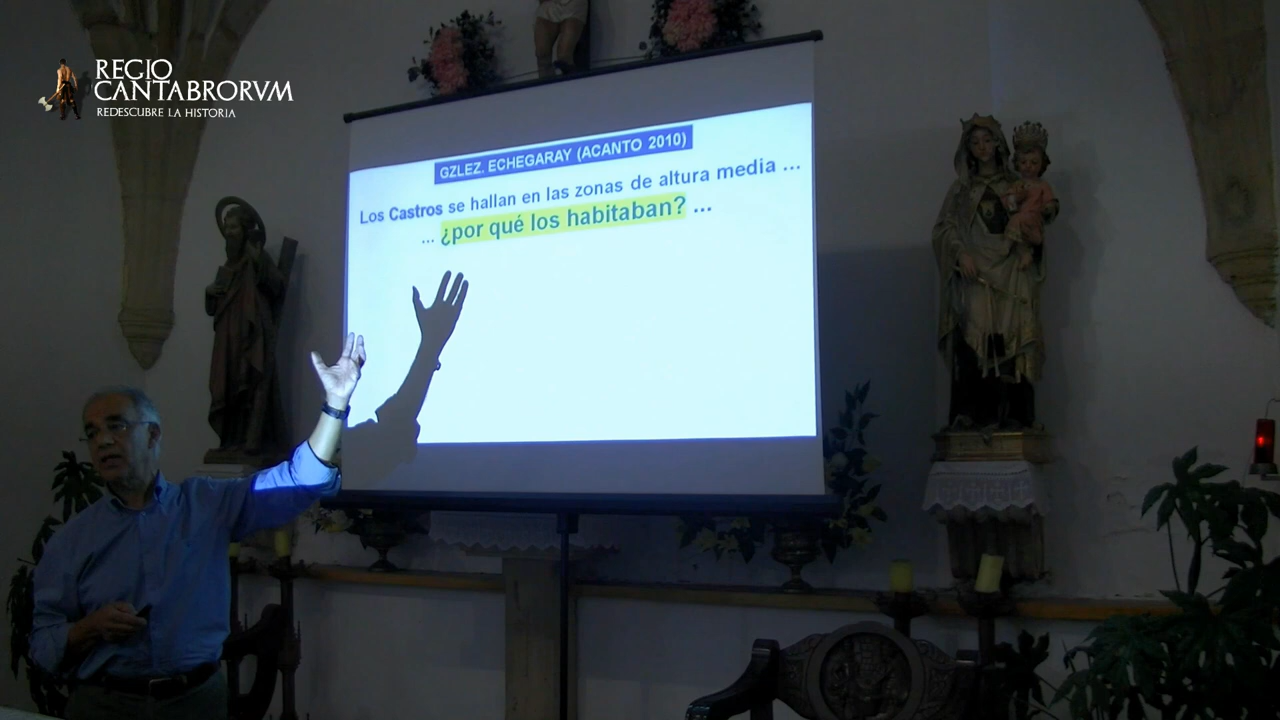 REGIO
CANTABRORVM
REDESCUBRE LA HISTORIA
GZLEZ. ECHEGARAY (ACANTO 2010)
Los Castros se hallan en las zonas de altura media ...
... ¿por qué los habitaban? ...